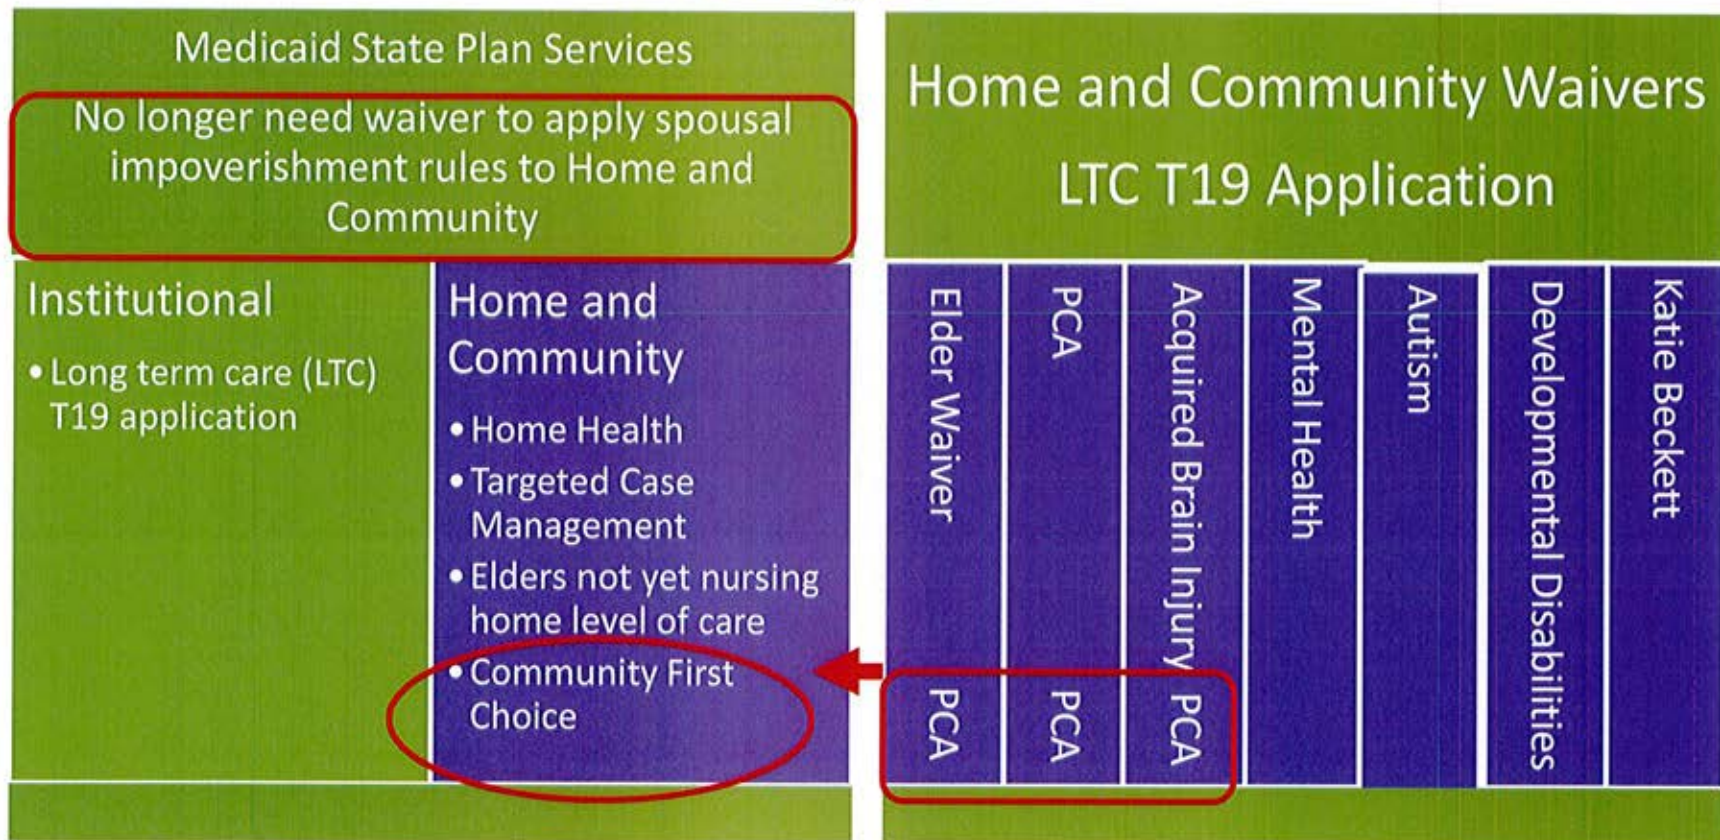 Medicaid State Plan Services
No longer need waiver to apply spousal
impoverishment rules to Home and
Community
Institutional
• Long term care (LTC)
T19 application
Home and
Community
• Home Health
• Targeted Case
Management
• Elders not yet nursing
home level of care
• Community First
Choice
Home and Community Waivers
LTC T19 Application
Elder Waiver
PCA
PCA
PCA
Acquired Brain Injury
PCA
Mental Health
Autism
Developmental Disabilities
Katie Beckett